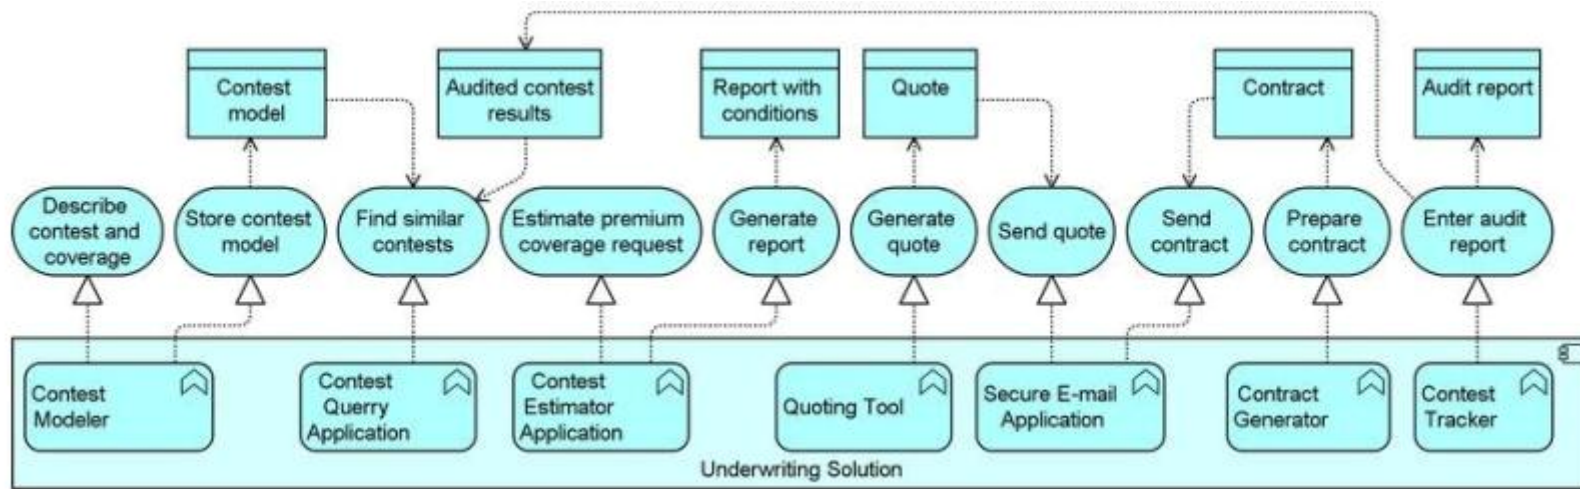 Contest
model
Audited contest
results
Report with
conditions
Quote
Contract
Audit report
Describe
contest and
coverage
Store contest
model
Find similar
contests
Estimate premium
coverage request
Generate
report
Generate
quote
Send quote
Send
contract
Prepare
contract
Enter audit
report
Contest
Modeler
Contest
Querry
Application
Contest
Estimator
Application
Quoting Tool
Secure E-mail
Application
Contract
Generator
Contest
Tracker
Underwriting Solution